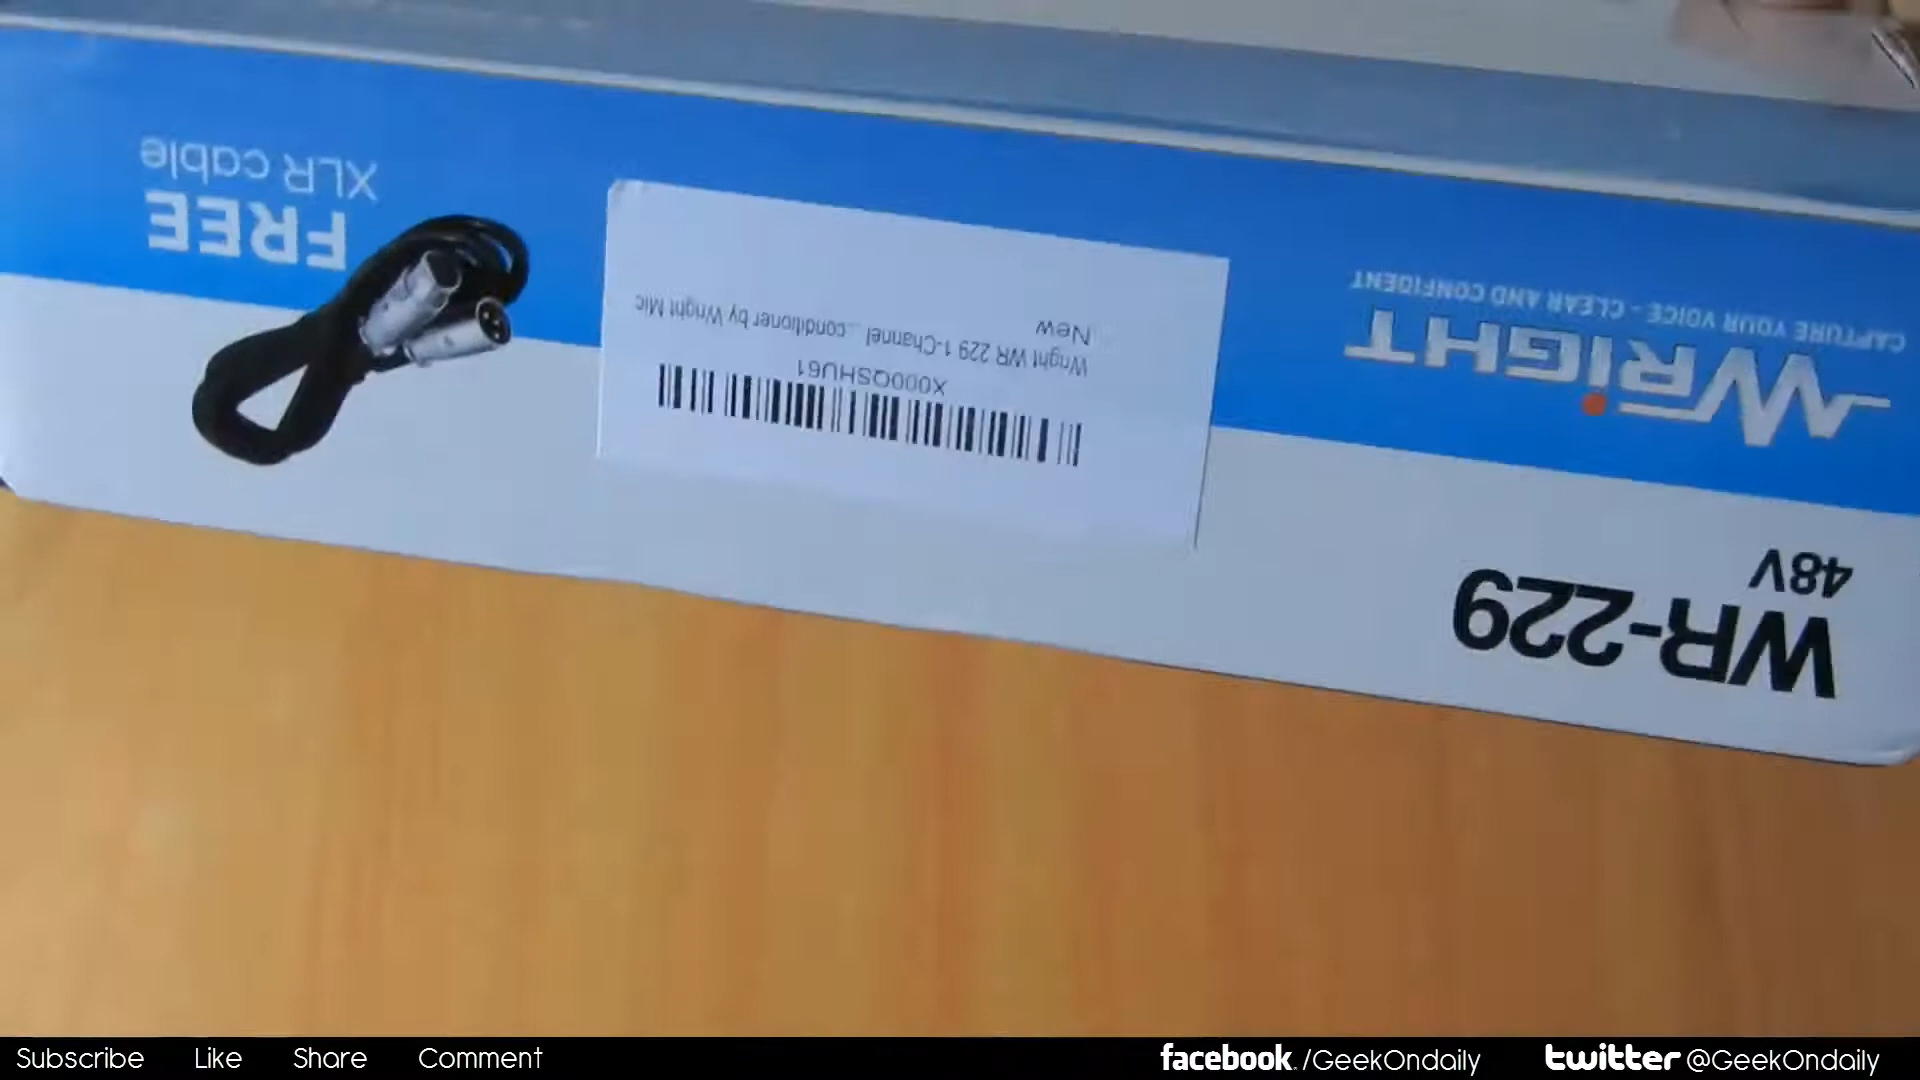 WR-229
48V
WRiGHT
CAPTURE YOUR VOICE - CLEAR AND CONFIDENT
X000QSHU61
Wright WR 229 1-Channel ...conditioner by Wright Mic
New
FREE
XLR cable
Subscribe Like Share Comment facebook. /GeekOndaily twitter @GeekOndaily